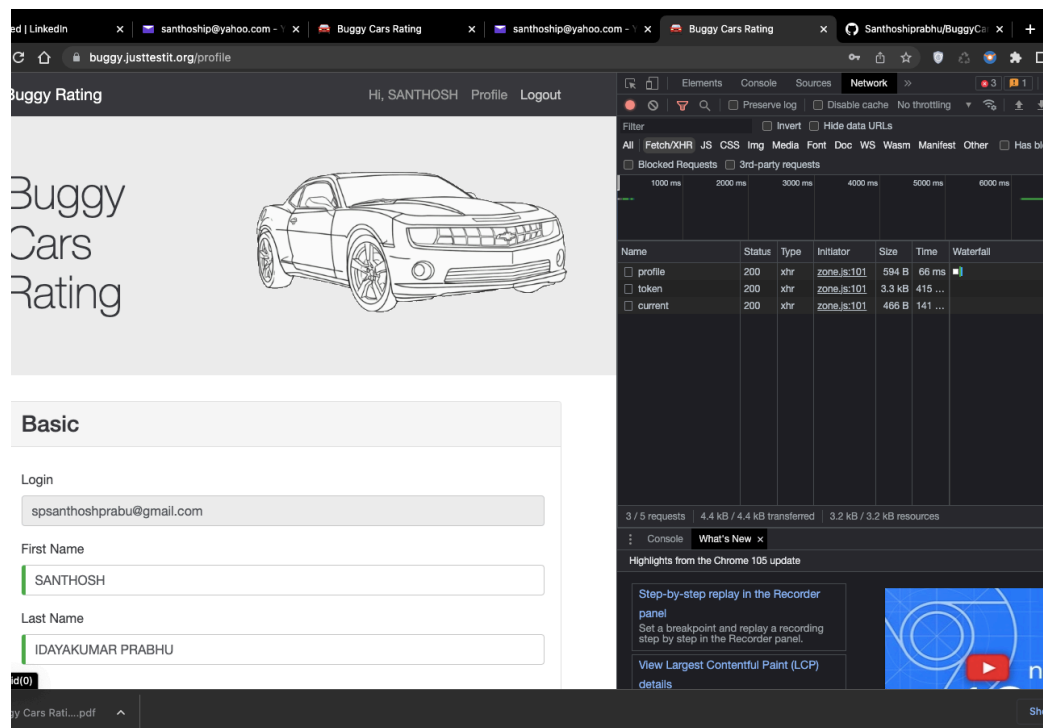 ed | LinkedIn
santhoship@yahoo.com - Y
Buggy Cars Rating
santhoship@yahoo.com - Y
Buggy Cars Rating
Santhoshiprabhu/BuggyCa
buggy.justtestit.org/profile
Buggy Rating
Hi, SANTHOSH Profile Logout
Buggy
Cars
Rating
Basic
Login
spsanthoshprabu@gmail.com
First Name
SANTHOSH
Last Name
IDAYAKUMAR PRABHU
id(0)
gy Cars Rati....pdf
Elements Console Sources Network » 3 1
Preserve log Disable cache No throttling
Filter Invert Hide data URLs
All Fetch/XHR JS CSS Img Media Font Doc WS Wasm Manifest Other Has bl
Blocked Requests 3rd-party requests
1000 ms 2000 ms 3000 ms 4000 ms 5000 ms 6000 ms
Name Status Type Initiator Size Time Waterfall
profile 200 xhr zone.js:101 594 B 66 ms
token 200 xhr zone.js:101 3.3 kB 415 ...
current 200 xhr zone.js:101 466 B 141 ...
3 / 5 requests 4.4 kB / 4.4 kB transferred 3.2 kB / 3.2 kB resources
Console What's New ×
Highlights from the Chrome 105 update
Step-by-step replay in the Recorder
panel
Set a breakpoint and replay a recording
step by step in the Recorder panel.
View Largest Contentful Paint (LCP)
details
n
Sh